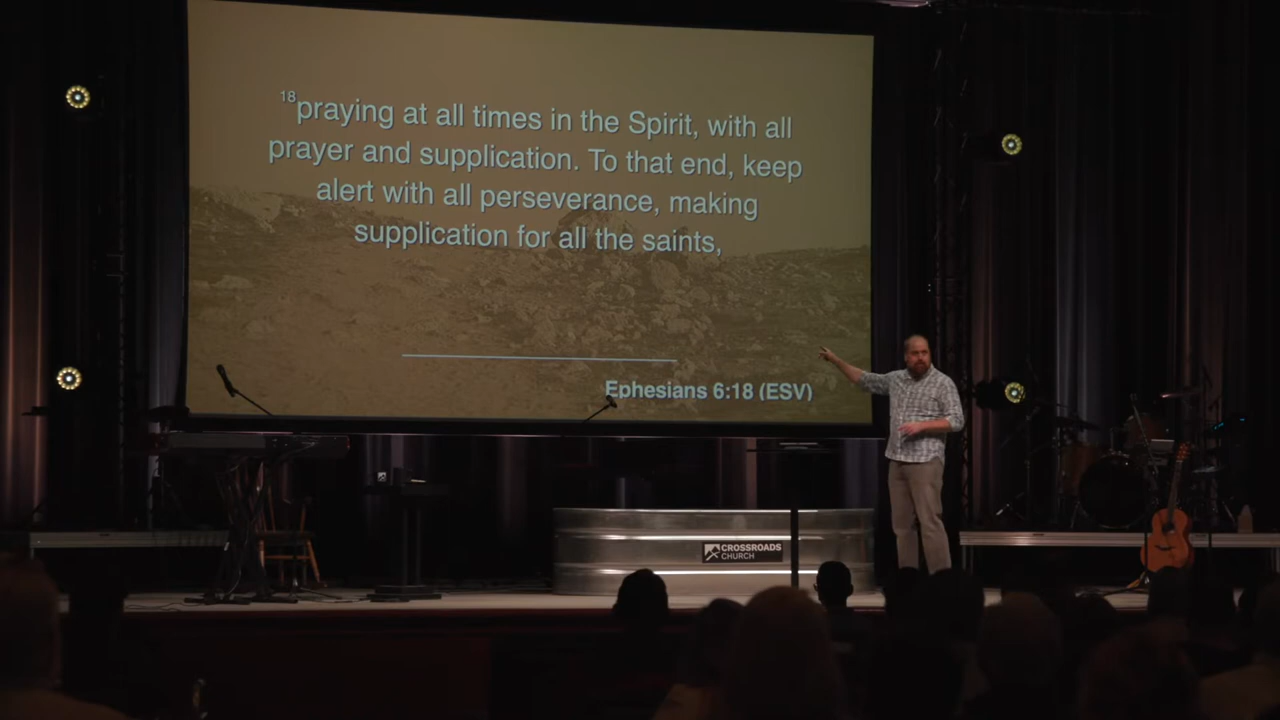 18praying at all times in the Spirit, with all
prayer and supplication. To that end, keep
alert with all perseverance, making
supplication for all the saints,
Ephesians 6:18 (ESV)
CROSSROADS
CHURCH